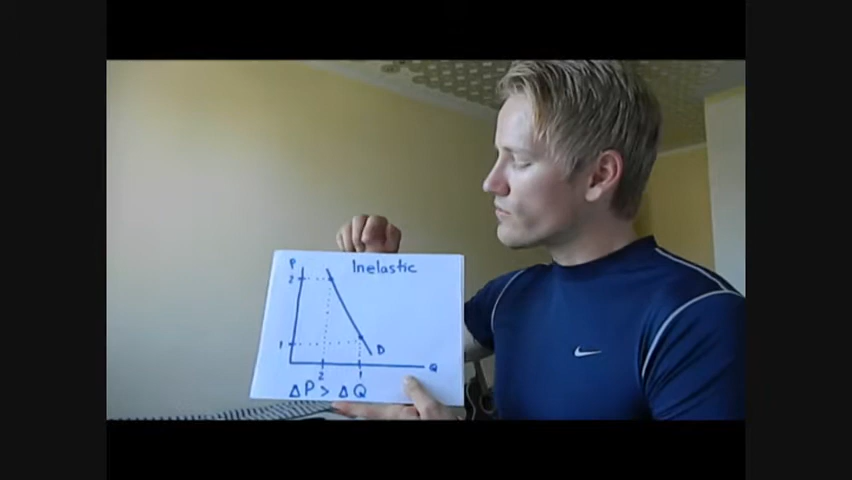 Inelastic
P
2
1
D
2 1 Q
ΔP > ΔQ